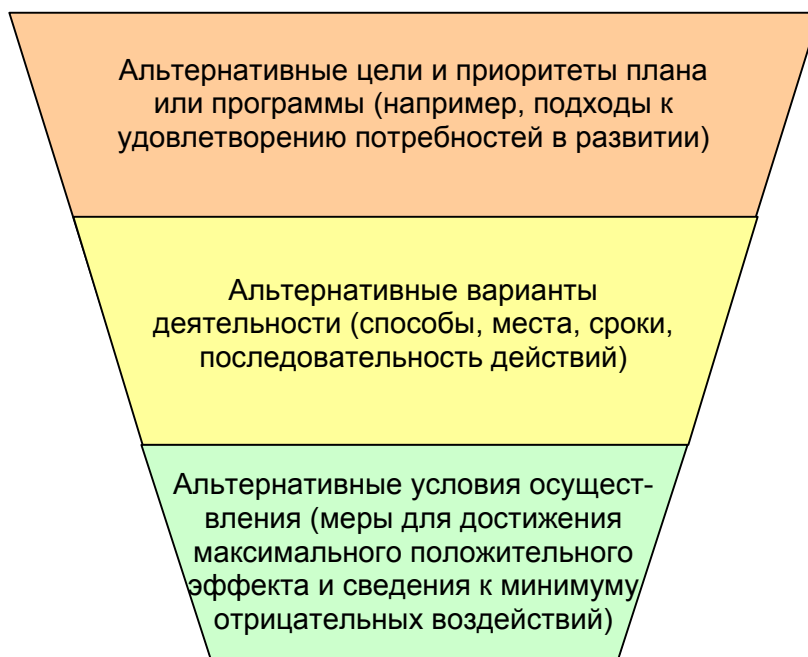 Альтернативные цели и приоритеты плана
или программы (например, подходы к
удовлетворению потребностей в развитии)
Альтернативные варианты
деятельности (способы, места, сроки,
последовательность действий)
Альтернативные условия осущест-
вления (меры для достижения
максимального положительного
эффекта и сведения к минимуму
отрицательных воздействий)